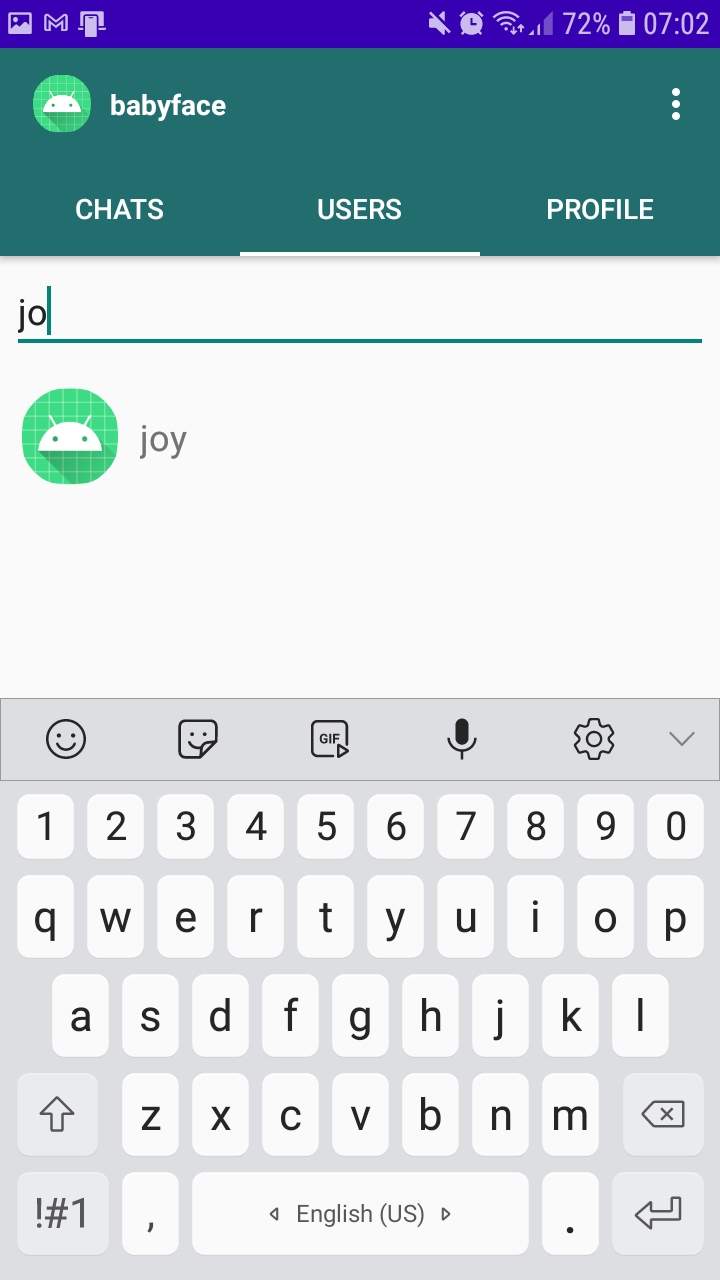 72% 07:02
babyface
CHATS USERS PROFILE
jo
joy
GIF
1 2 3 4 5 6 7 8 9 0
q w e r t y u i o p
a s d f g h j k l
z x c v b n m
!#1 , English (US) .